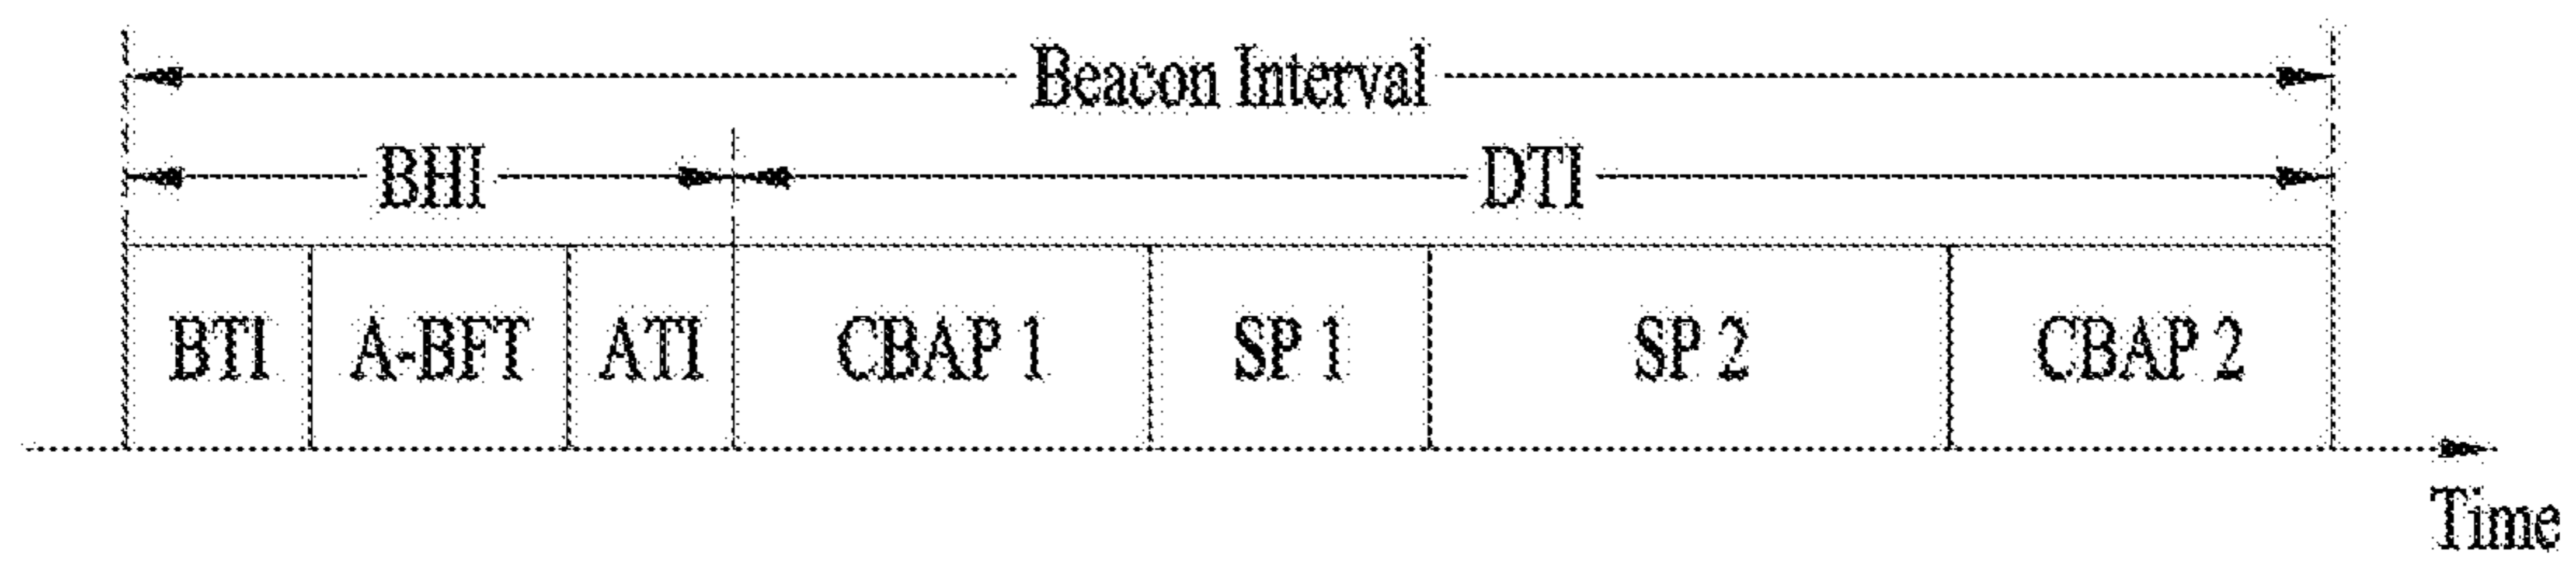 Beacon Interval
BHI DTI
BTI A-BFT ATI CBAP 1 SP 1 SP 2 CBAP 2
Time